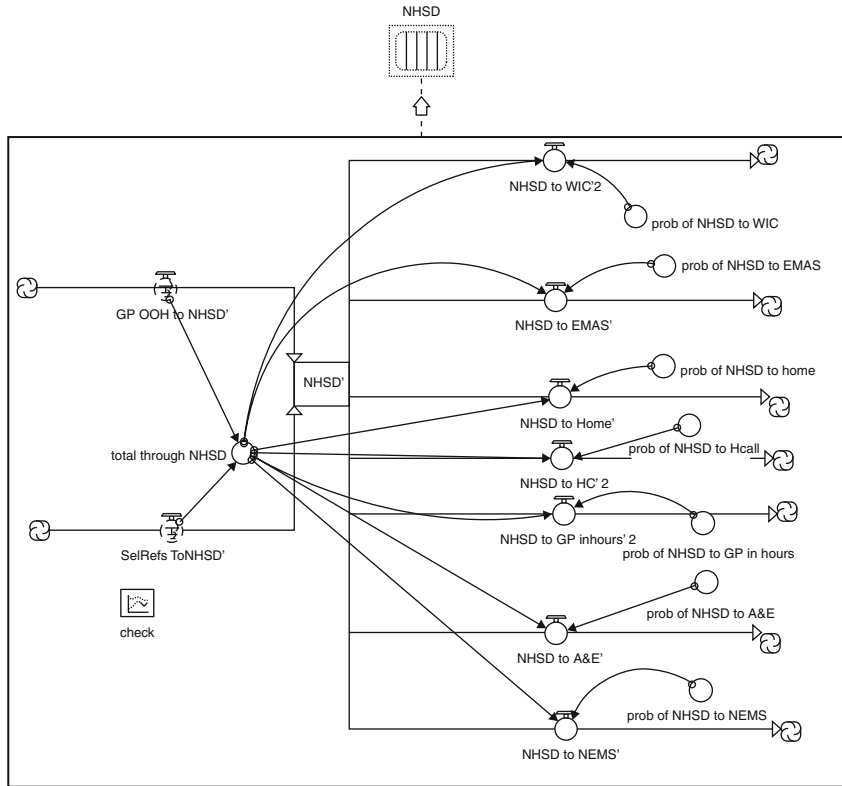 NHSD
NHSD to WIC'2
prob of NHSD to WIC
prob of NHSD to EMAS
GP OOH to NHSD'
NHSD to EMAS'
prob of NHSD to home
NHSD'
NHSD to Home'
total through NHSD
prob of NHSD to Hcall
NHSD to HC' 2
NHSD to GP inhours' 2
prob of NHSD to GP in hours
SelRefs ToNHSD'
prob of NHSD to A&E
check
NHSD to A&E'
prob of NHSD to NEMS
NHSD to NEMS'